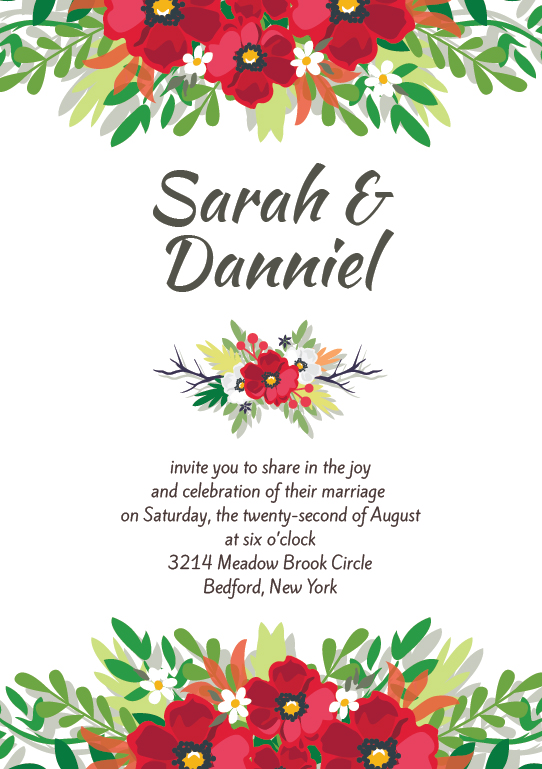 Sarah &
Danniel
invite you to share in the joy
and celebration of their marriage
on Saturday, the twenty-second of August
at six o'clock
3214 Meadow Brook Circle
Bedford, New York